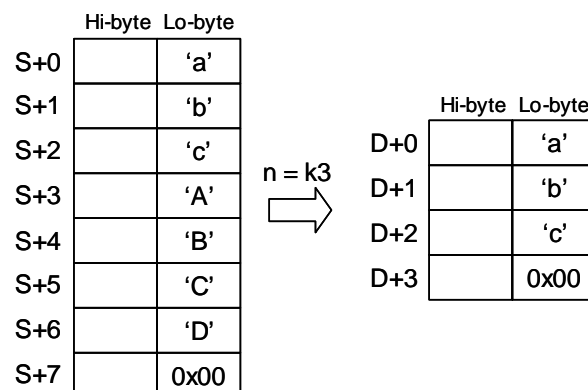 Hi-byte Lo-byte
S+0 ‘a’
S+1 ‘b’
S+2 ‘c’
S+3 ‘A’
S+4 ‘B’
S+5 ‘C’
S+6 ‘D’
S+7 0x00
n = k3
Hi-byte Lo-byte
D+0 ‘a’
D+1 ‘b’
D+2 ‘c’
D+3 0x00